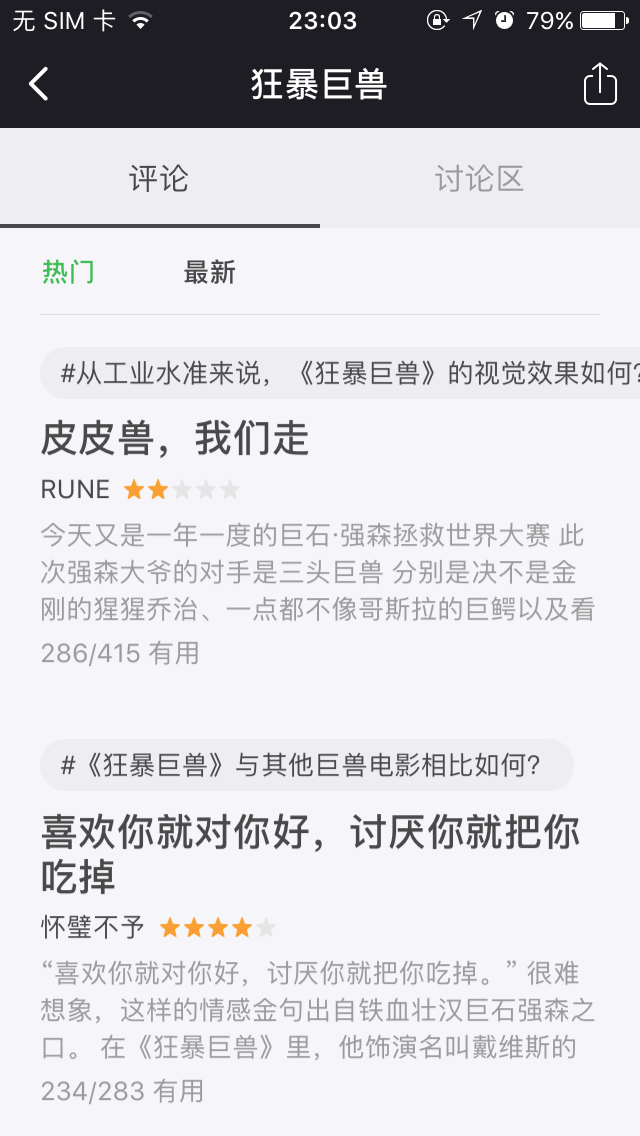 无 SIM 卡 23:03 79%
狂暴巨兽
评论 讨论区
热门 最新
#从工业水准来说，《狂暴巨兽》的视觉效果如何?
皮皮兽，我们走
RUNE
今天又是一年一度的巨石·强森拯救世界大赛 此
次强森大爷的对手是三头巨兽 分别是决不是金
刚的猩猩乔治、一点都不像哥斯拉的巨鳄以及看
286/415 有用
#《狂暴巨兽》与其他巨兽电影相比如何?
喜欢你就对你好，讨厌你就把你
吃掉
怀璧不予
“喜欢你就对你好，讨厌你就把你吃掉。” 很难
想象，这样的情感金句出自铁血壮汉巨石强森之
口。 在《狂暴巨兽》里，他饰演名叫戴维斯的
234/283 有用